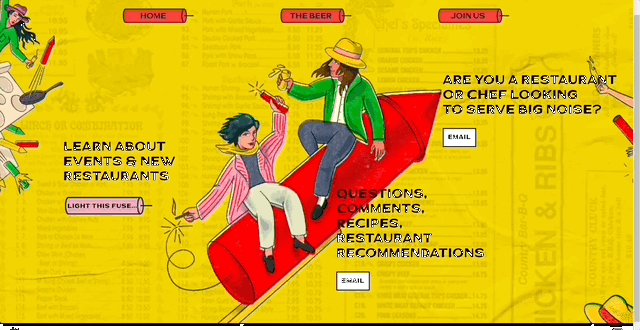 HOME
THE BEER
JOIN US
ARE YOU A RESTAURANT
OR CHEF LOOKING
TO SERVE BIG NOISE?
EMAIL
LEARN ABOUT
EVENTS & NEW
RESTAURANTS
LIGHT THIS FUSE...
QUESTIONS,
COMMENTS,
RECIPES,
RESTAURANT
RECOMMENDATIONS
EMAIL